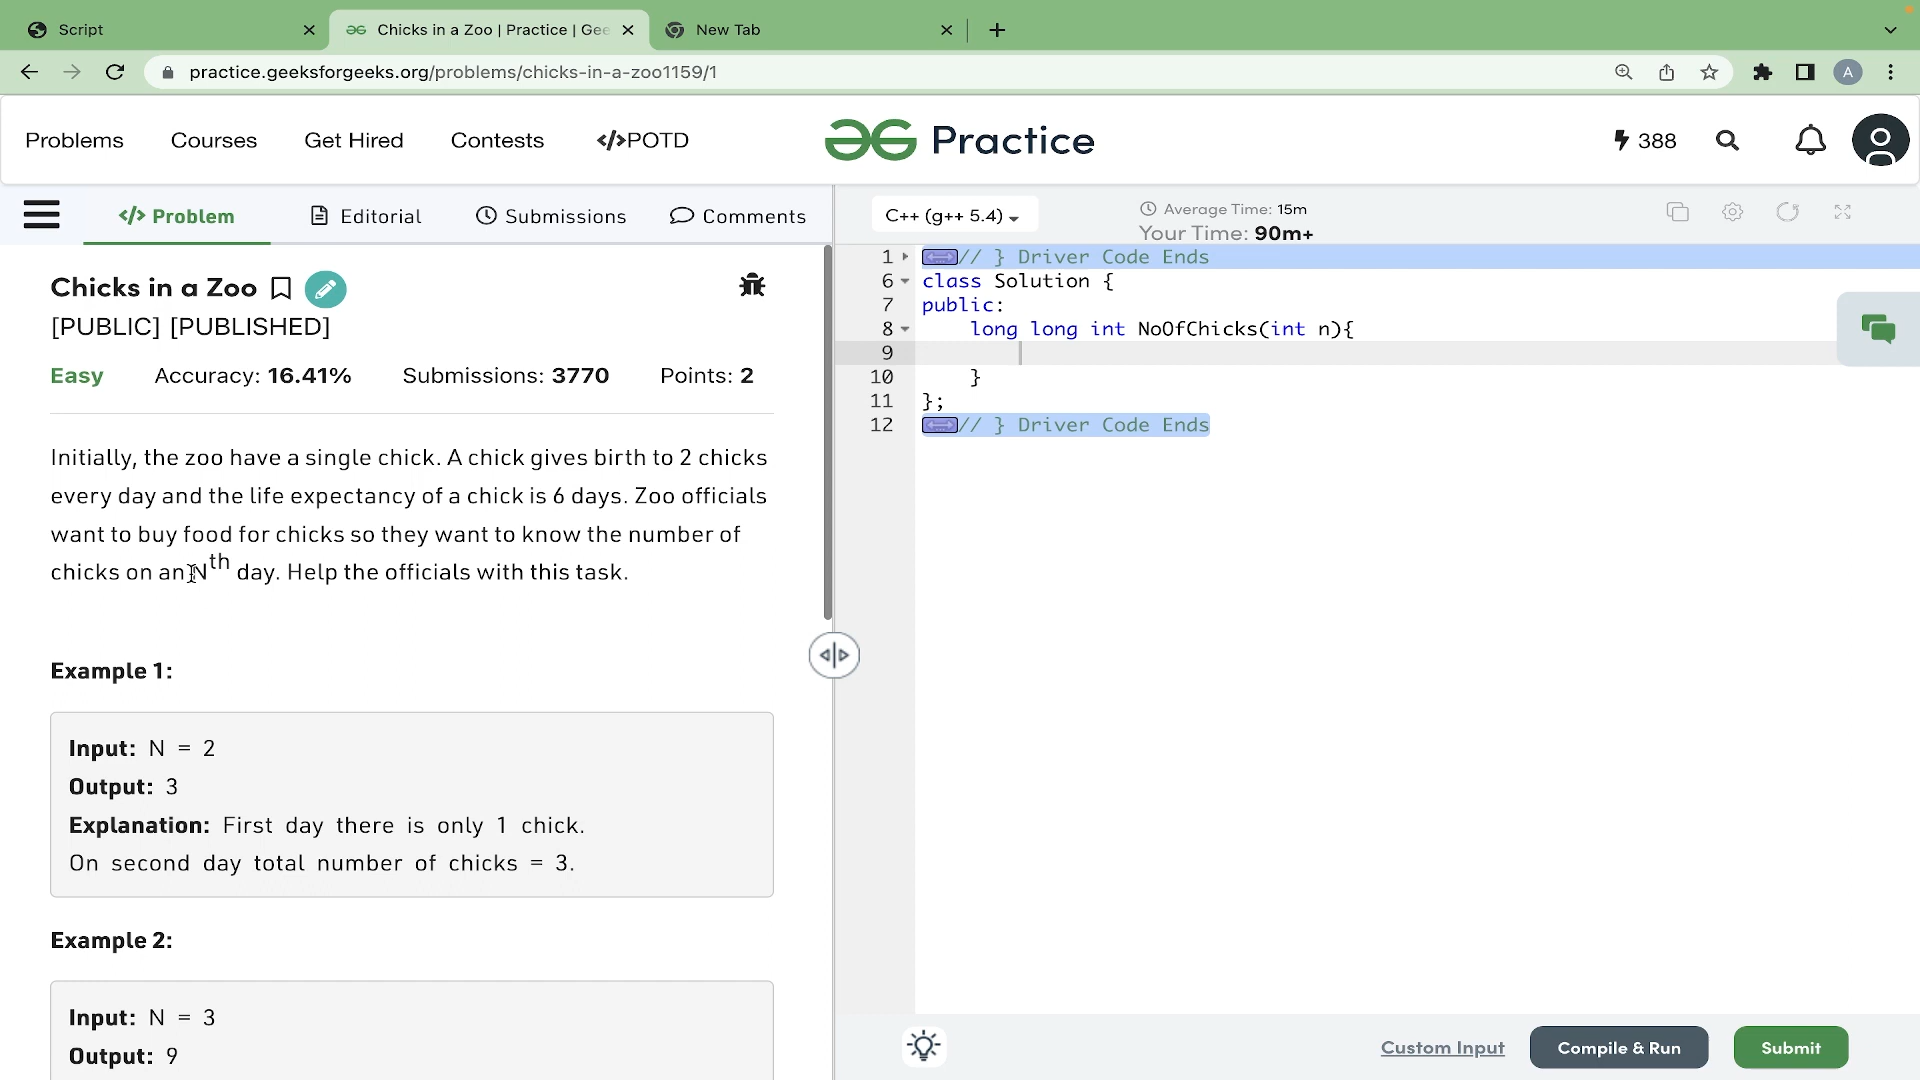 Script
Chicks in a Zoo | Practice | Gee
New Tab
practice.geeksforgeeks.org/problems/chicks-in-a-zoo1159/1
A
Problems Courses Get Hired Contests </>POTD
Practice
388
</> Problem Editorial Submissions Comments
C++ (g++ 5.4)
Average Time: 15m
Your Time: 90m+
Chicks in a Zoo
[PUBLIC] [PUBLISHED]
Easy Accuracy: 16.41% Submissions: 3770 Points: 2
Initially, the zoo have a single chick. A chick gives birth to 2 chicks
every day and the life expectancy of a chick is 6 days. Zoo officials
want to buy food for chicks so they want to know the number of
chicks on an Nth day. Help the officials with this task.
Example 1:
Input: N = 2
Output: 3
Explanation: First day there is only 1 chick.
On second day total number of chicks = 3.
Example 2:
Input: N = 3
Output: 9
1 // } Driver Code Ends
6 class Solution {
7 public:
8 long long int NoOfChicks(int n){
9
10 }
11 };
12 // } Driver Code Ends
Custom Input Compile & Run Submit